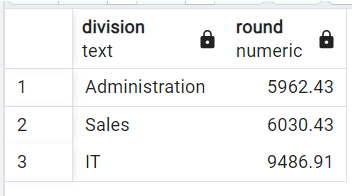 division round
text numeric
1 Administration 5962.43
2 Sales 6030.43
3 IT 9486.91